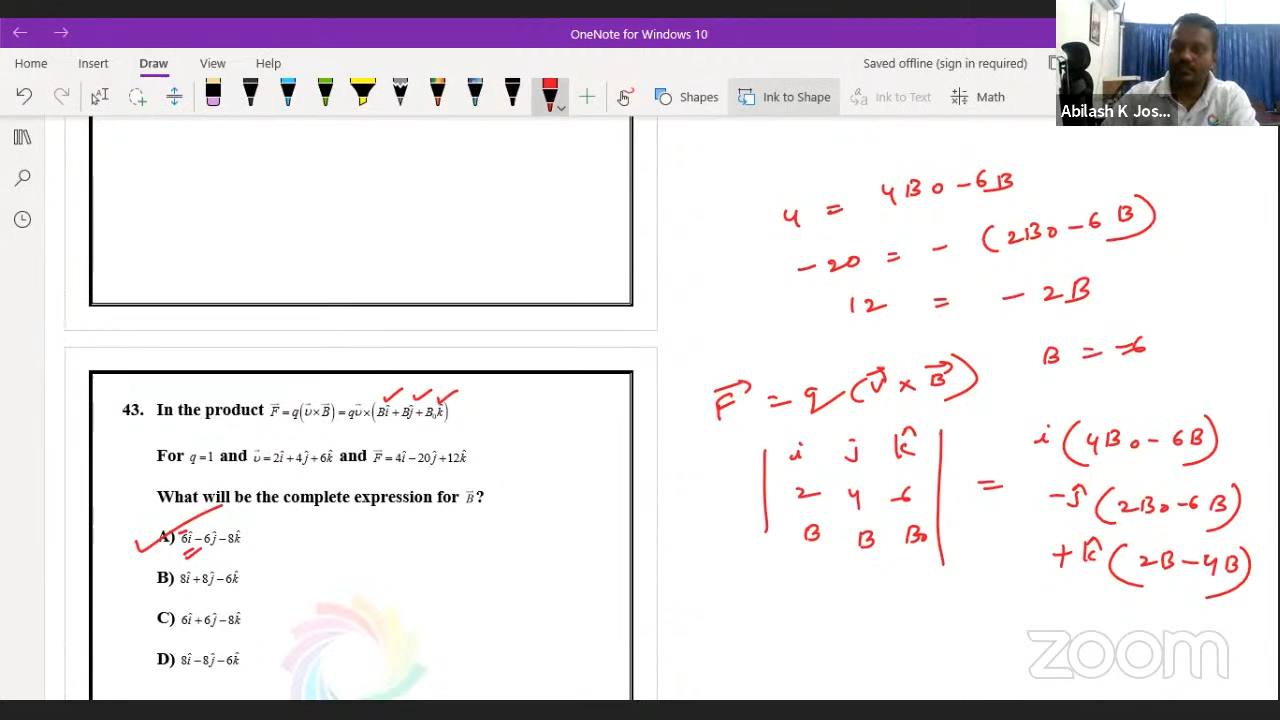 OneNote for Windows 10
Home Insert Draw View Help
Saved offline (sign in required)
Shapes Ink to Shape Ink to Text Math
Abilash K Jos...
4 = 4B0 - 6B
-20 = - (2B0 - 6B)
12 = - 2B
B = -6
F⃗ = q(v⃗ × B⃗)
i j k̂
2 4 6
B B B0
= i(4B0 - 6B)
-ĵ(2B0 - 6B)
+k̂(2B - 4B)
43. In the product F⃗ = q(υ⃗×B⃗) = qυ⃗×(Bî + Bĵ + B₀k̂)
For q = 1 and υ⃗ = 2î + 4ĵ + 6k̂ and F⃗ = 4î − 20ĵ + 12k̂
What will be the complete expression for B⃗?
A) 6î − 6ĵ − 8k̂
B) 8î + 8ĵ − 6k̂
C) 6î + 6ĵ − 8k̂
D) 8î − 8ĵ − 6k̂
zoom